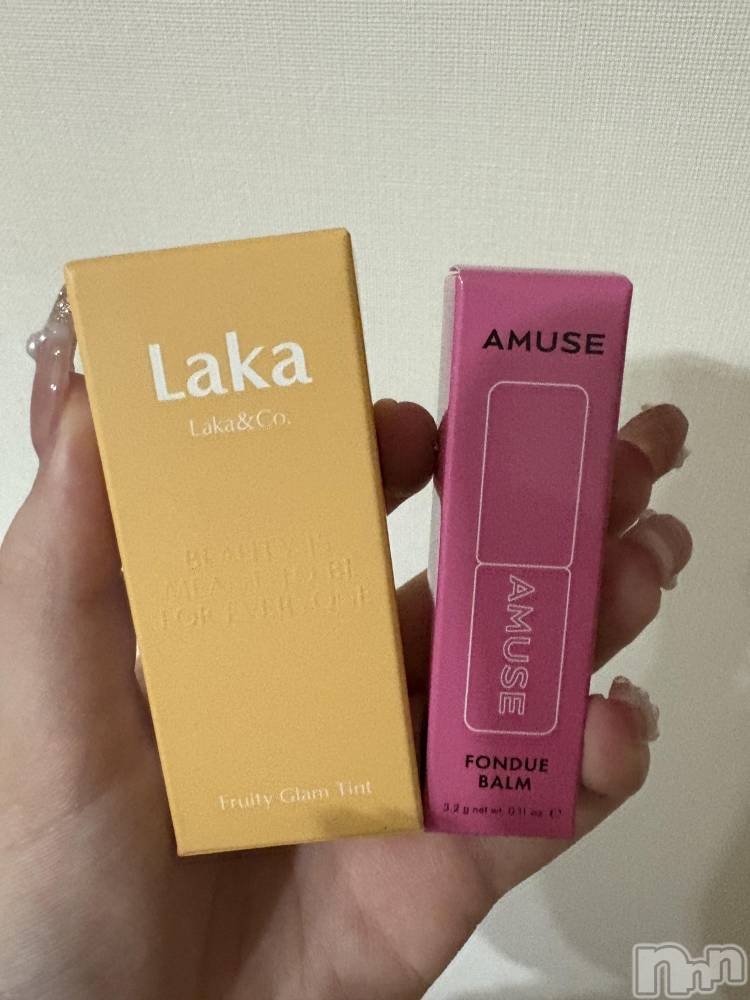 Laka
Laka&Co.
BEAUTY IS
MEANT TO BE
FOR EVERYONE
Fruity Glam Tint
AMUSE
AMUSE
FONDUE
BALM
3.2 g net wt. 0.11 oz. ℮
nnn